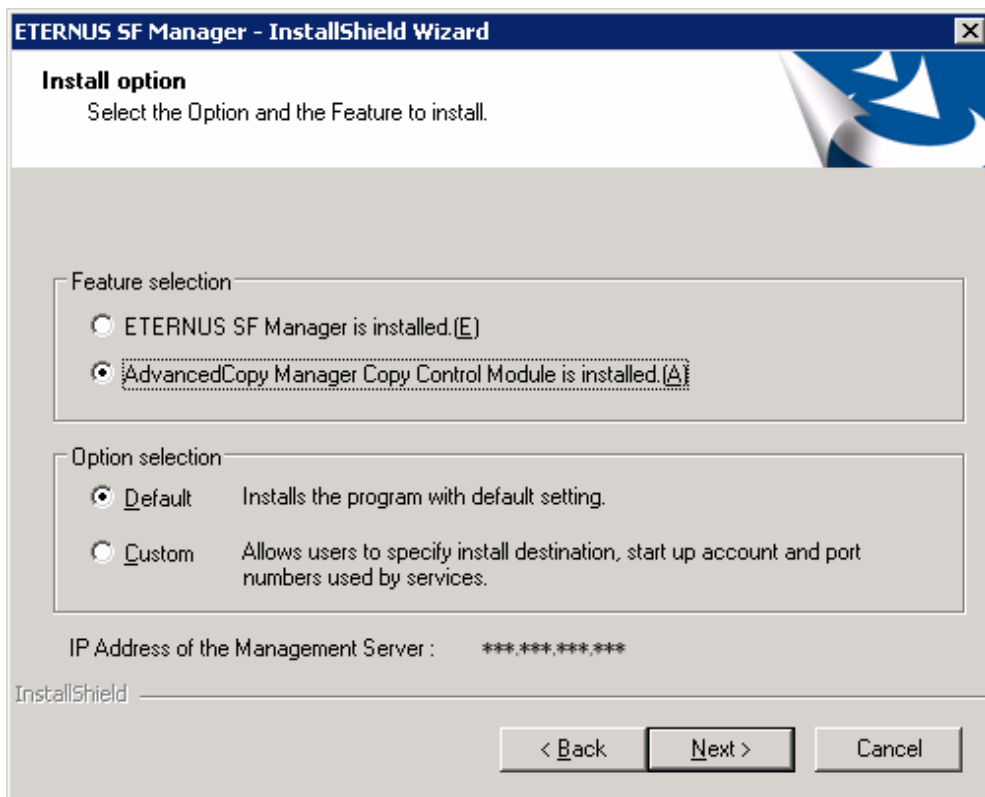 ETERNUS SF Manager - InstallShield Wizard
Install option
Select the Option and the Feature to install.
Feature selection
ETERNUS SF Manager is installed.(E)
AdvancedCopy Manager Copy Control Module is installed.(A)
Option selection
Default Installs the program with default setting.
Custom Allows users to specify install destination, start up account and port
numbers used by services.
IP Address of the Management Server : ***.***.***.***
InstallShield
< Back Next > Cancel